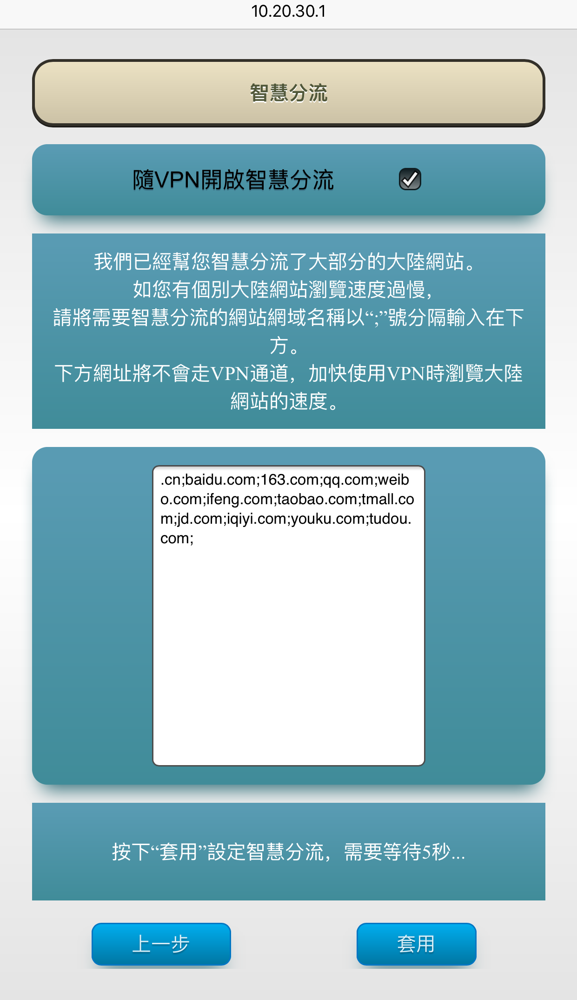 10.20.30.1
智慧分流
隨VPN開啟智慧分流
我們已經幫您智慧分流了大部分的大陸網站。
如您有個別大陸網站瀏覽速度過慢，
請將需要智慧分流的網站網域名稱以“;”號分隔輸入在下
方。
下方網址將不會走VPN通道，加快使用VPN時瀏覽大陸
網站的速度。
.cn;baidu.com;163.com;qq.com;weib
o.com;ifeng.com;taobao.com;tmall.co
m;jd.com;iqiyi.com;youku.com;tudou.
com;
按下“套用”設定智慧分流，需要等待5秒...
上一步
套用